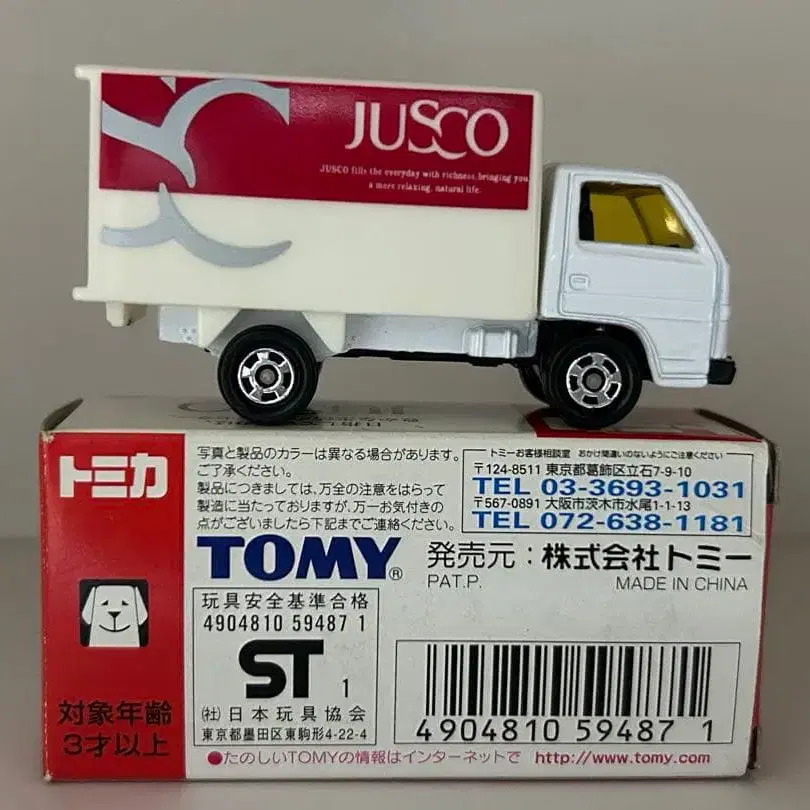 JUSCO
JUSCO fills the everyday with richness, bringing you
a more relaxing, natural life.
トミカ
写真と製品のカラーは異なる場合があります。
ご了承ください。
製品につきましては、万全の注意をはらって
製造に当たっておりますが、万一お気付きの
点がございましたら下記までご連絡ください。
トミーお客様相談室 おかけ間違いのないようにご注意ください
〒124-8511 東京都葛飾区立石7-9-10
TEL 03-3693-1031
〒567-0891 大阪市茨木市水尾1-1-13
TEL 072-638-1181
TOMY®
発売元：株式会社トミー
PAT.P.
MADE IN CHINA
玩具安全基準合格
4904810 59487 1
ST 1
(社)日本玩具協会
東京都墨田区東駒形4-22-4
対象年齢
3才以上
4904810 59487 1
●たのしいTOMYの情報はインターネットで http://www.tomy.com